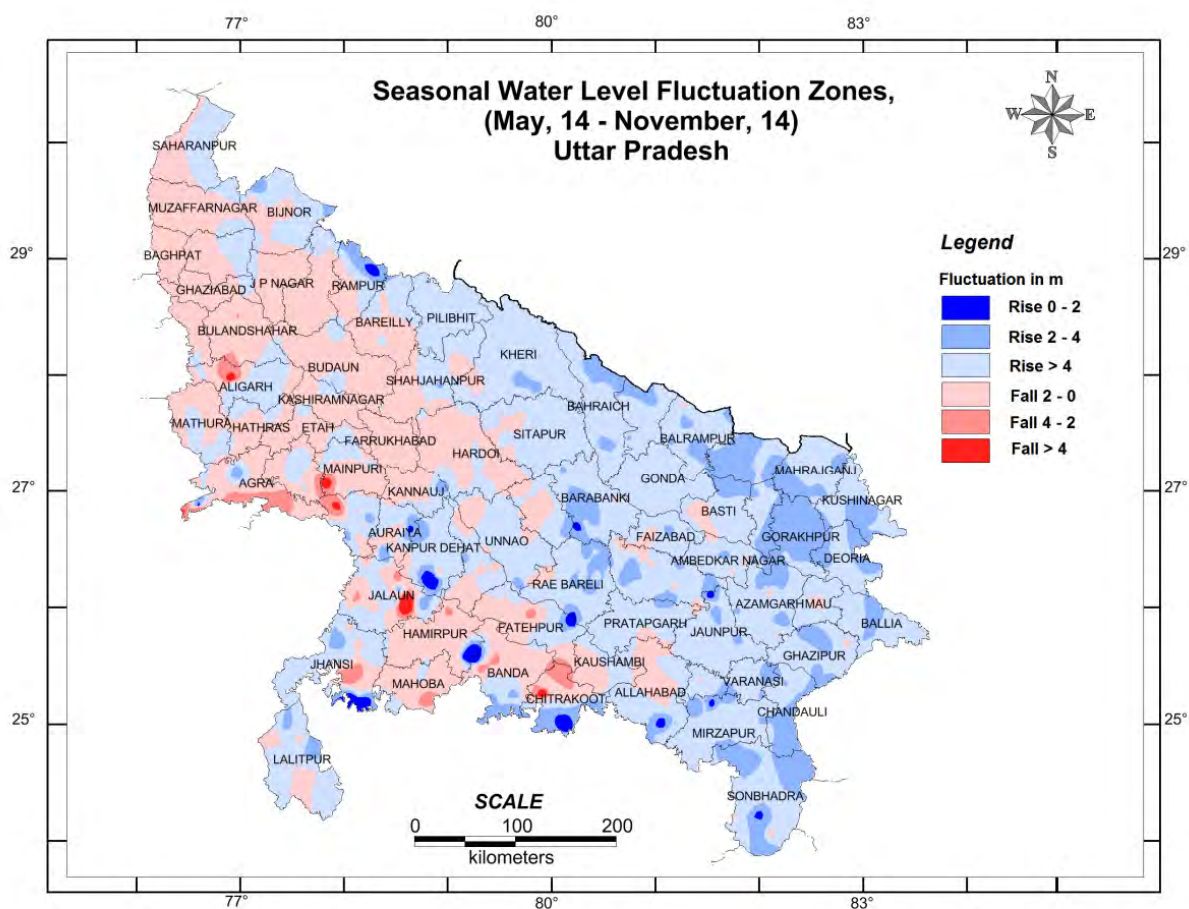 77°
80°
83°
Seasonal Water Level Fluctuation Zones,
(May, 14 - November, 14)
Uttar Pradesh
N
W
E
S
SAHARANPUR
MUZAFFARNAGAR
BIJNOR
29°
29°
BAGHPAT
GHAZIABAD
J P NAGAR
RAMPUR
BULANDSHAHAR
BAREILLY
PILIBHIT
KHERI
BUDAUN
ALIGARH
SHAHJAHANPUR
KASHIRAMNAGAR
BAHRAICH
MATHURA
HATHRAS
ETAH
FARRUKHABAD
SITAPUR
BALRAMPUR
HARDOI
MAINPURI
AGRA
KANNAUJ
GONDA
MAHRAJGANJ
27°
27°
BARABANKI
KUSHINAGAR
BASTI
AURAIYA
KANPUR DEHAT
UNNAO
FAIZABAD
GORAKHPUR
AMBEDKAR NAGAR
DEORIA
RAE BARELI
JALAUN
AZAMGARH
MAU
HAMIRPUR
FATEHPUR
PRATAPGARH
JAUNPUR
BALLIA
JHANSI
BANDA
KAUSHAMBI
GHAZIPUR
MAHOBA
CHITRAKOOT
ALLAHABAD
VARANASI
25°
25°
CHANDAULI
MIRZAPUR
LALITPUR
SONBHADRA
Legend
Fluctuation in m
Rise 0 - 2
Rise 2 - 4
Rise > 4
Fall 2 - 0
Fall 4 - 2
Fall > 4
SCALE
0 100 200
kilometers
77°
80°
83°